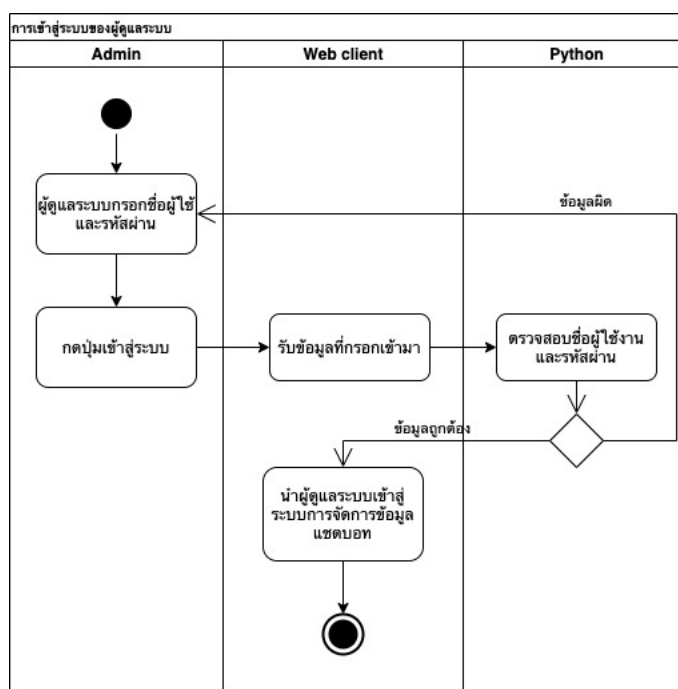 การเข้าสู่ระบบของผู้ดูแลระบบ
Admin
Web client
Python
ผู้ดูแลระบบกรอกชื่อผู้ใช้
และรหัสผ่าน
ข้อมูลผิด
กดปุ่มเข้าสู่ระบบ
รับข้อมูลที่กรอกเข้ามา
ตรวจสอบชื่อผู้ใช้งาน
และรหัสผ่าน
ข้อมูลถูกต้อง
นำผู้ดูแลระบบเข้าสู่
ระบบการจัดการข้อมูล
แชตบอท